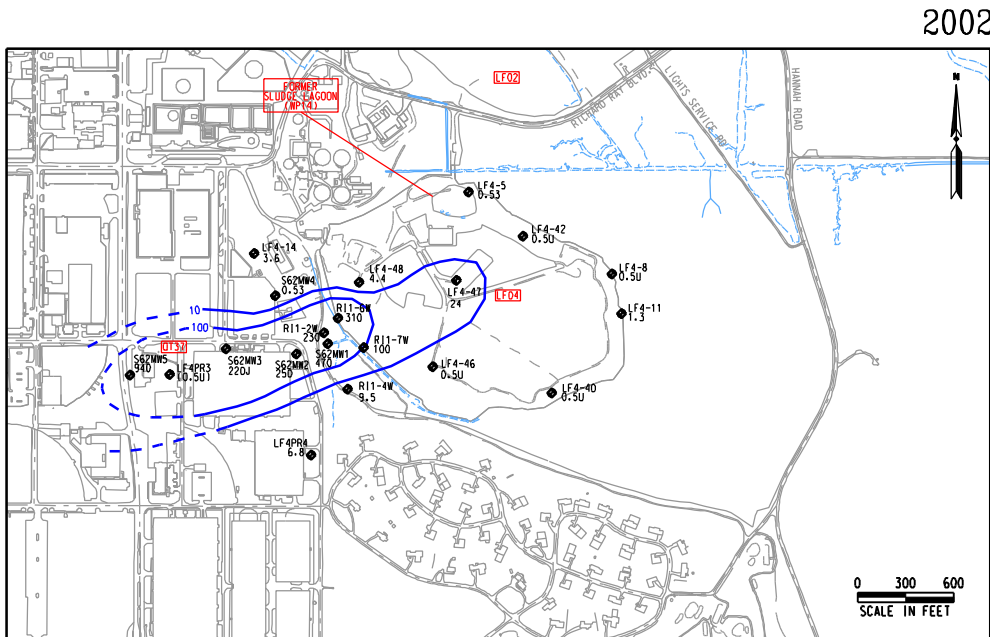 2002
LF02
FORMER
SLUDGE LAGOON
(WP14)
RICHARD RAY BLVD.
LIGHTS SERVICE RD
HANNAH ROAD
N
LF4-5
0.53
LF4-42
0.5U
LF4-14
3.6
LF4-8
0.5U
LF4-48
4.4
S62MW4
0.53
LF4-47
24
LF04
LF4-11
1.3
10
100
RI1-6W
310
RI1-2W
230
RI1-7W
100
OT37
S62MW1
470
S62MW5
940
LF4PR3
(0.5U)
S62MW3
220J
S62MW2
250
LF4-46
0.5U
RI1-4W
9.5
LF4-40
0.5U
LF4PR4
6.8
0 300 600
SCALE IN FEET